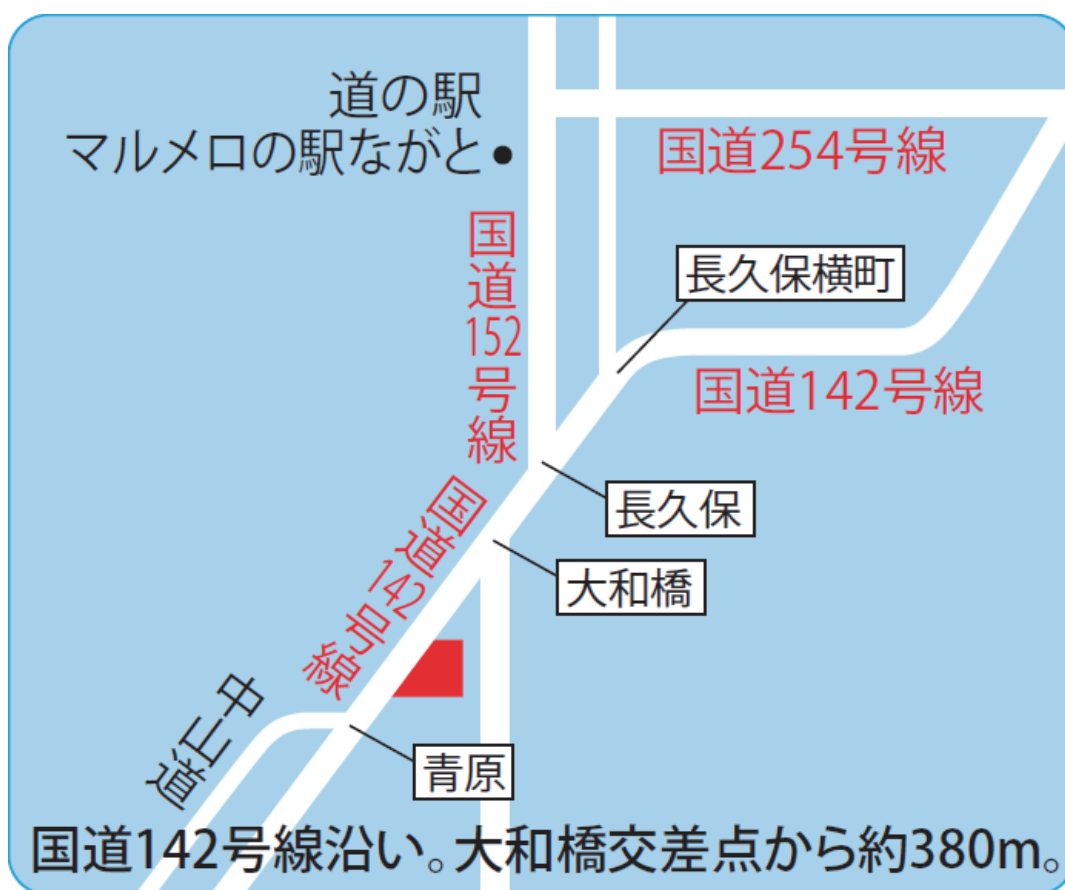 道の駅
マルメロの駅ながと
国道254号線
国道152号線
長久保横町
国道142号線
長久保
国道142号線
大和橋
中山道
青原
国道142号線沿い。大和橋交差点から約380m。